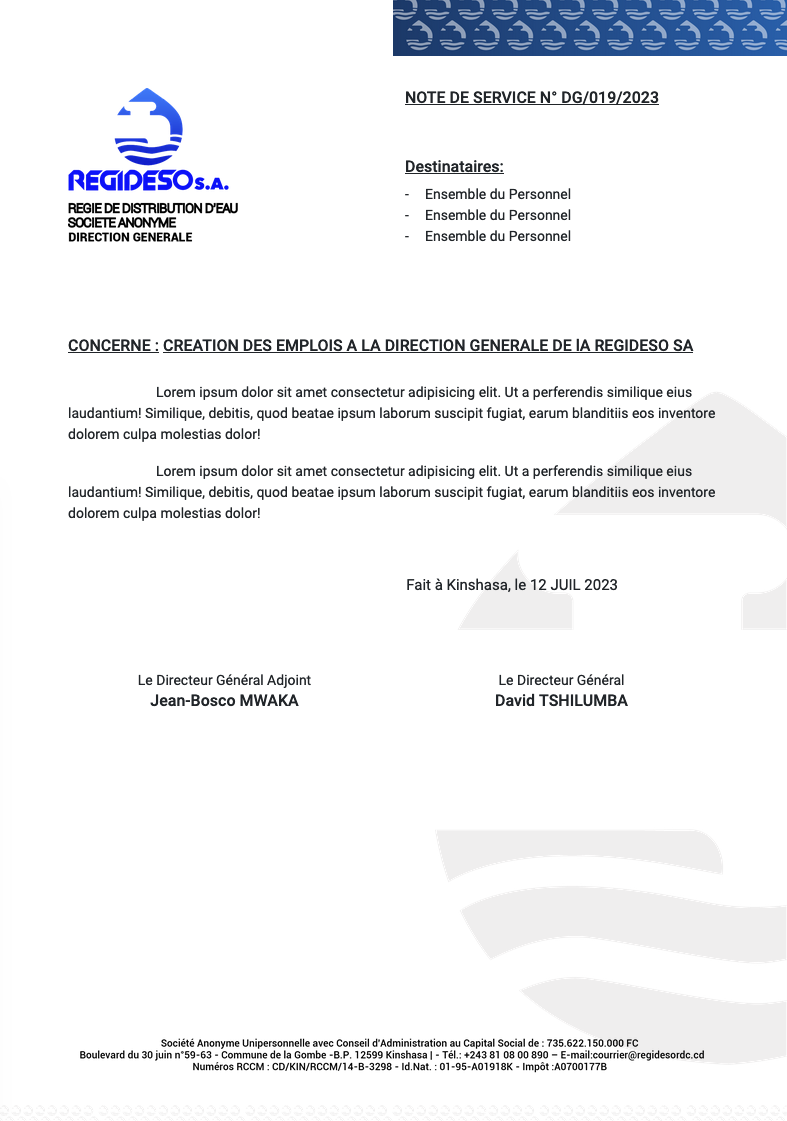 REGIDESO S.A.
REGIE DE DISTRIBUTION D'EAU
SOCIETE ANONYME
DIRECTION GENERALE
NOTE DE SERVICE N° DG/019/2023
Destinataires:
- Ensemble du Personnel
- Ensemble du Personnel
- Ensemble du Personnel
CONCERNE : CREATION DES EMPLOIS A LA DIRECTION GENERALE DE lA REGIDESO SA
Lorem ipsum dolor sit amet consectetur adipisicing elit. Ut a perferendis similique eius
laudantium! Similique, debitis, quod beatae ipsum laborum suscipit fugiat, earum blanditiis eos inventore
dolorem culpa molestias dolor!
Lorem ipsum dolor sit amet consectetur adipisicing elit. Ut a perferendis similique eius
laudantium! Similique, debitis, quod beatae ipsum laborum suscipit fugiat, earum blanditiis eos inventore
dolorem culpa molestias dolor!
Fait à Kinshasa, le 12 JUIL 2023
Le Directeur Général Adjoint
Jean-Bosco MWAKA
Le Directeur Général
David TSHILUMBA
Société Anonyme Unipersonnelle avec Conseil d'Administration au Capital Social de : 735.622.150.000 FC
Boulevard du 30 juin n°59-63 - Commune de la Gombe -B.P. 12599 Kinshasa | - Tél.: +243 81 08 00 890 – E-mail:courrier@regidesordc.cd
Numéros RCCM : CD/KIN/RCCM/14-B-3298 - Id.Nat. : 01-95-A01918K - Impôt :A0700177B